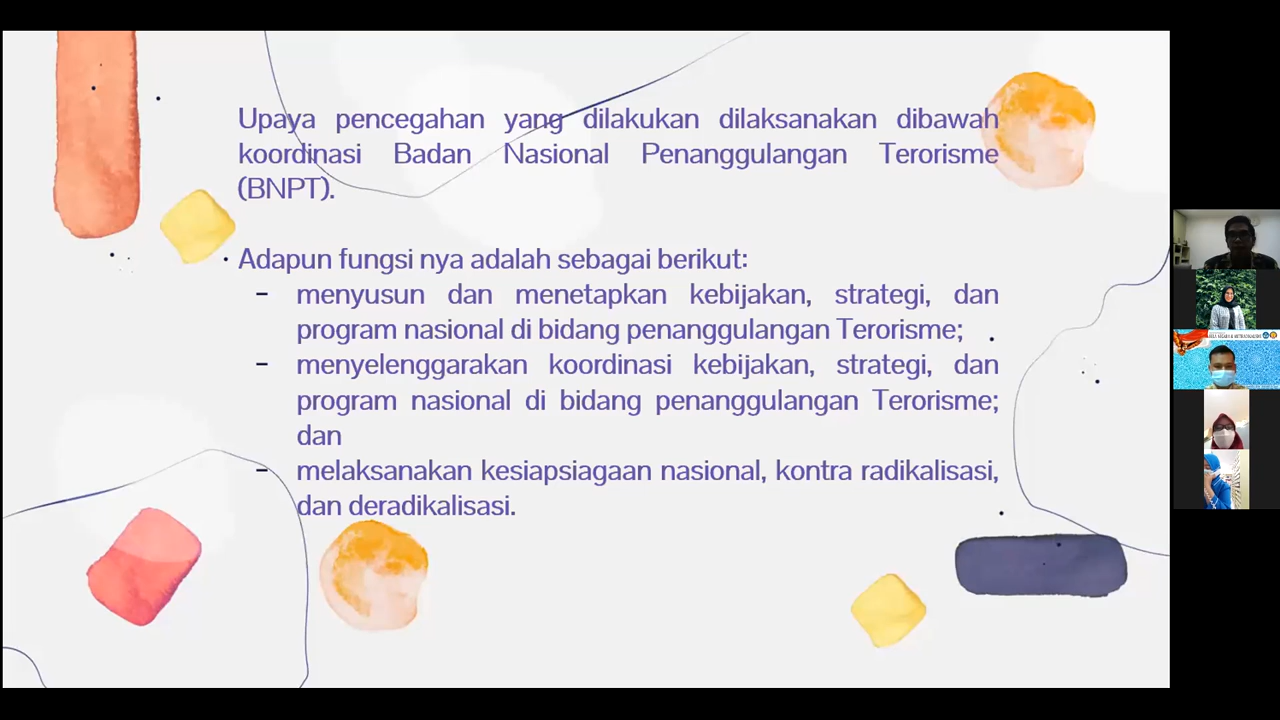 Upaya pencegahan yang dilakukan dilaksanakan dibawah
koordinasi Badan Nasional Penanggulangan Terorisme
(BNPT).
Adapun fungsi nya adalah sebagai berikut:
- menyusun dan menetapkan kebijakan, strategi, dan
program nasional di bidang penanggulangan Terorisme;
- menyelenggarakan koordinasi kebijakan, strategi, dan
program nasional di bidang penanggulangan Terorisme;
dan
- melaksanakan kesiapsiagaan nasional, kontra radikalisasi,
dan deradikalisasi.